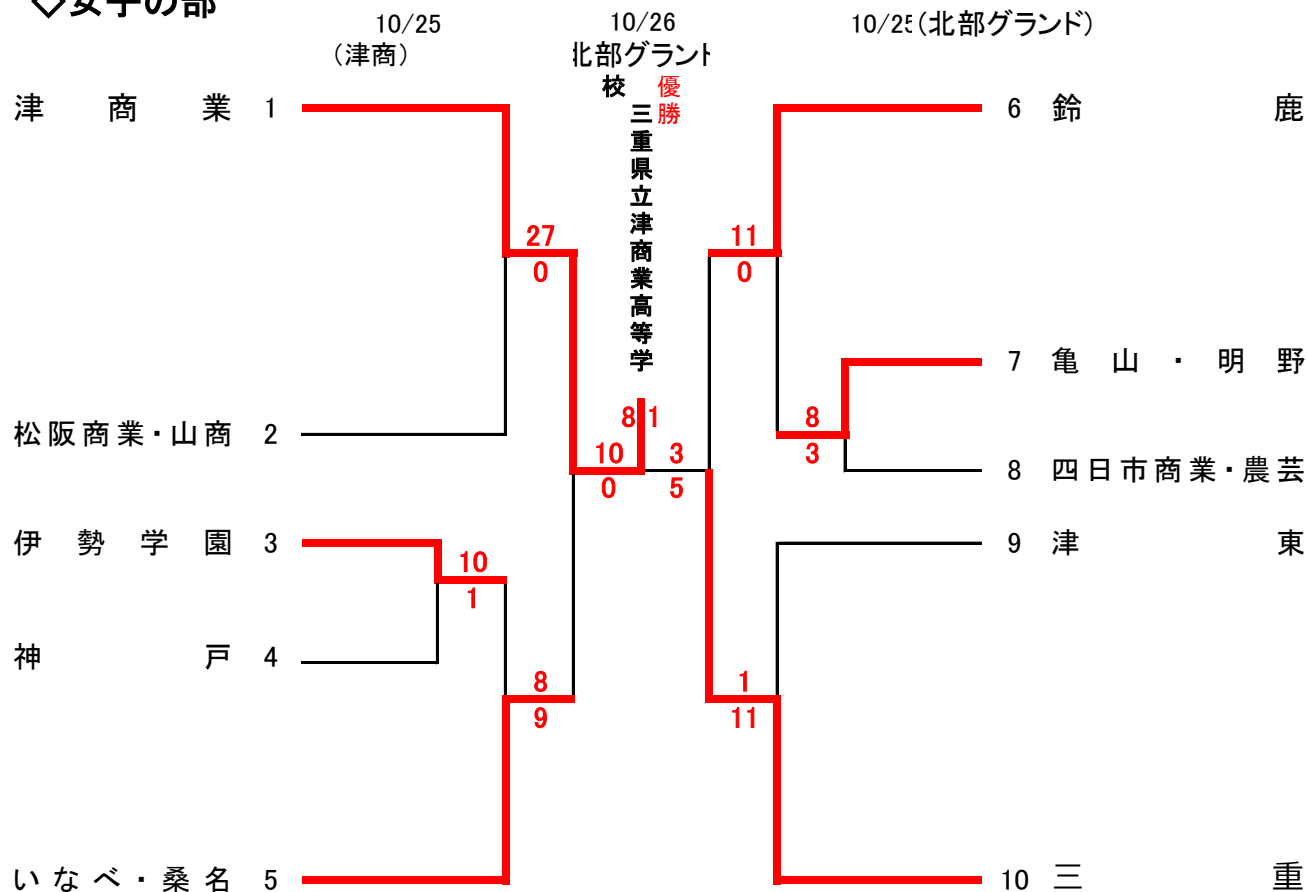 ◇女子の部
10/25
（津商）
10/26
北部グランド
10/25(北部グランド)
優勝
三重県立津商業高等学校
津商業 1
松阪商業・山商 2
伊勢学園 3
神戸 4
いなべ・桑名 5
6 鈴鹿
7 亀山・明野
8 四日市商業・農芸
9 津東
10 三重
27
0
10
1
8
9
10
0
8 1
3
5
11
0
8
3
1
11